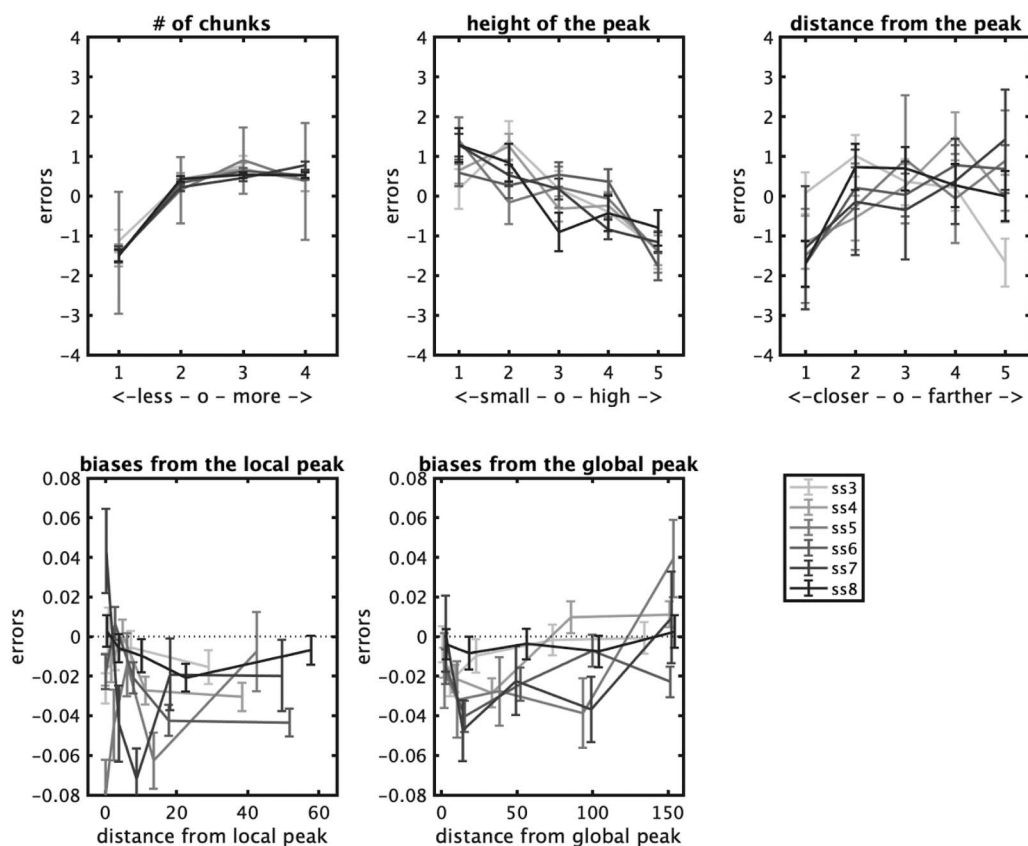 # of chunks
height of the peak
distance from the peak
4
3
2
1
0
-1
-2
-3
-4
errors
1 2 3 4
<-less - o - more ->
4
3
2
1
0
-1
-2
-3
-4
errors
1 2 3 4 5
<-small - o - high ->
4
3
2
1
0
-1
-2
-3
-4
errors
1 2 3 4 5
<-closer - o - farther ->
biases from the local peak
biases from the global peak
0.08
0.06
0.04
0.02
0
-0.02
-0.04
-0.06
-0.08
errors
0 20 40 60
distance from local peak
0.08
0.06
0.04
0.02
0
-0.02
-0.04
-0.06
-0.08
errors
0 50 100 150
distance from global peak
ss3
ss4
ss5
ss6
ss7
ss8